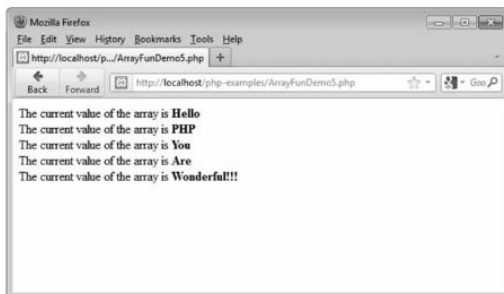 Mozilla Firefox
File Edit View History Bookmarks Tools Help
http://localhost/p.../ArrayFunDemo5.php +
Back Forward http://localhost/php-examples/ArrayFunDemo5.php Goo
The current value of the array is Hello
The current value of the array is PHP
The current value of the array is You
The current value of the array is Are
The current value of the array is Wonderful!!!